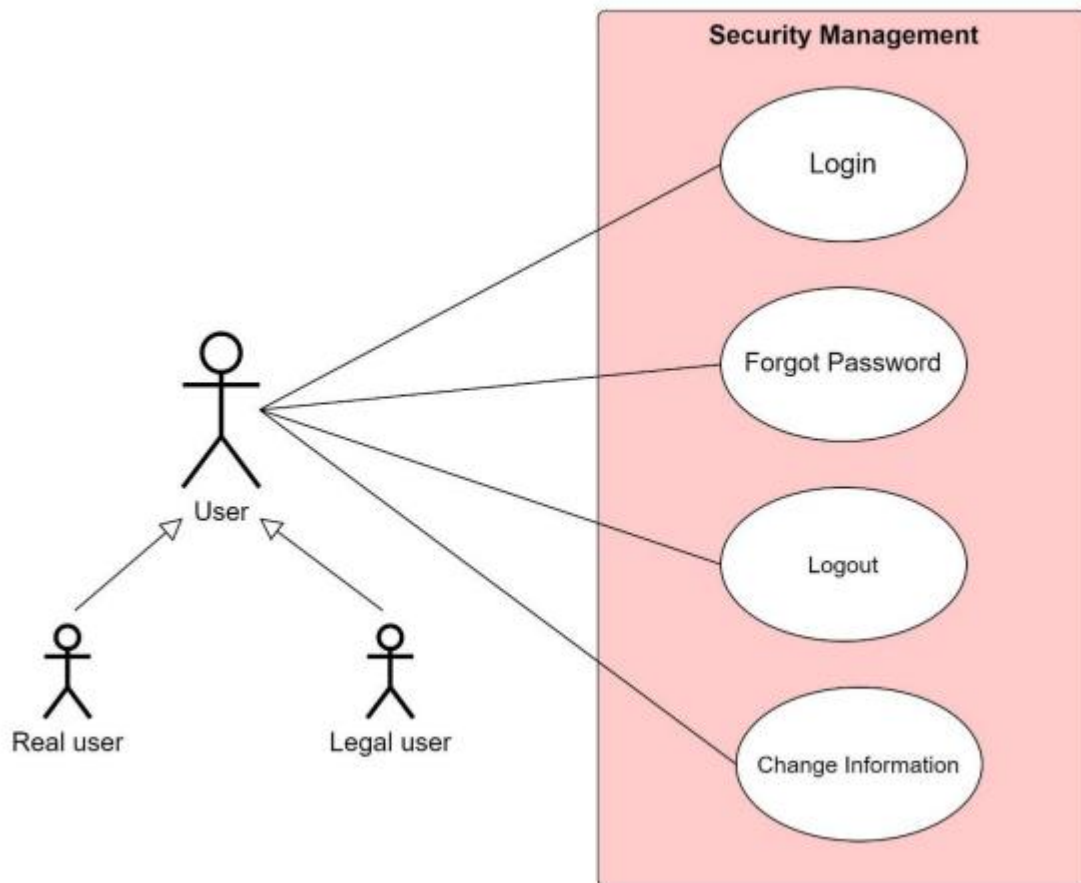 Security Management
Login
Forgot Password
User
Logout
Real user
Legal user
Change Information